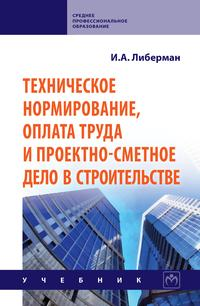 СРЕДНЕЕ
ПРОФЕССИОНАЛЬНОЕ
ОБРАЗОВАНИЕ
И.А. Либерман
ТЕХНИЧЕСКОЕ
НОРМИРОВАНИЕ,
ОПЛАТА ТРУДА
И ПРОЕКТНО-СМЕТНОЕ
ДЕЛО В СТРОИТЕЛЬСТВЕ
УЧЕБНИК